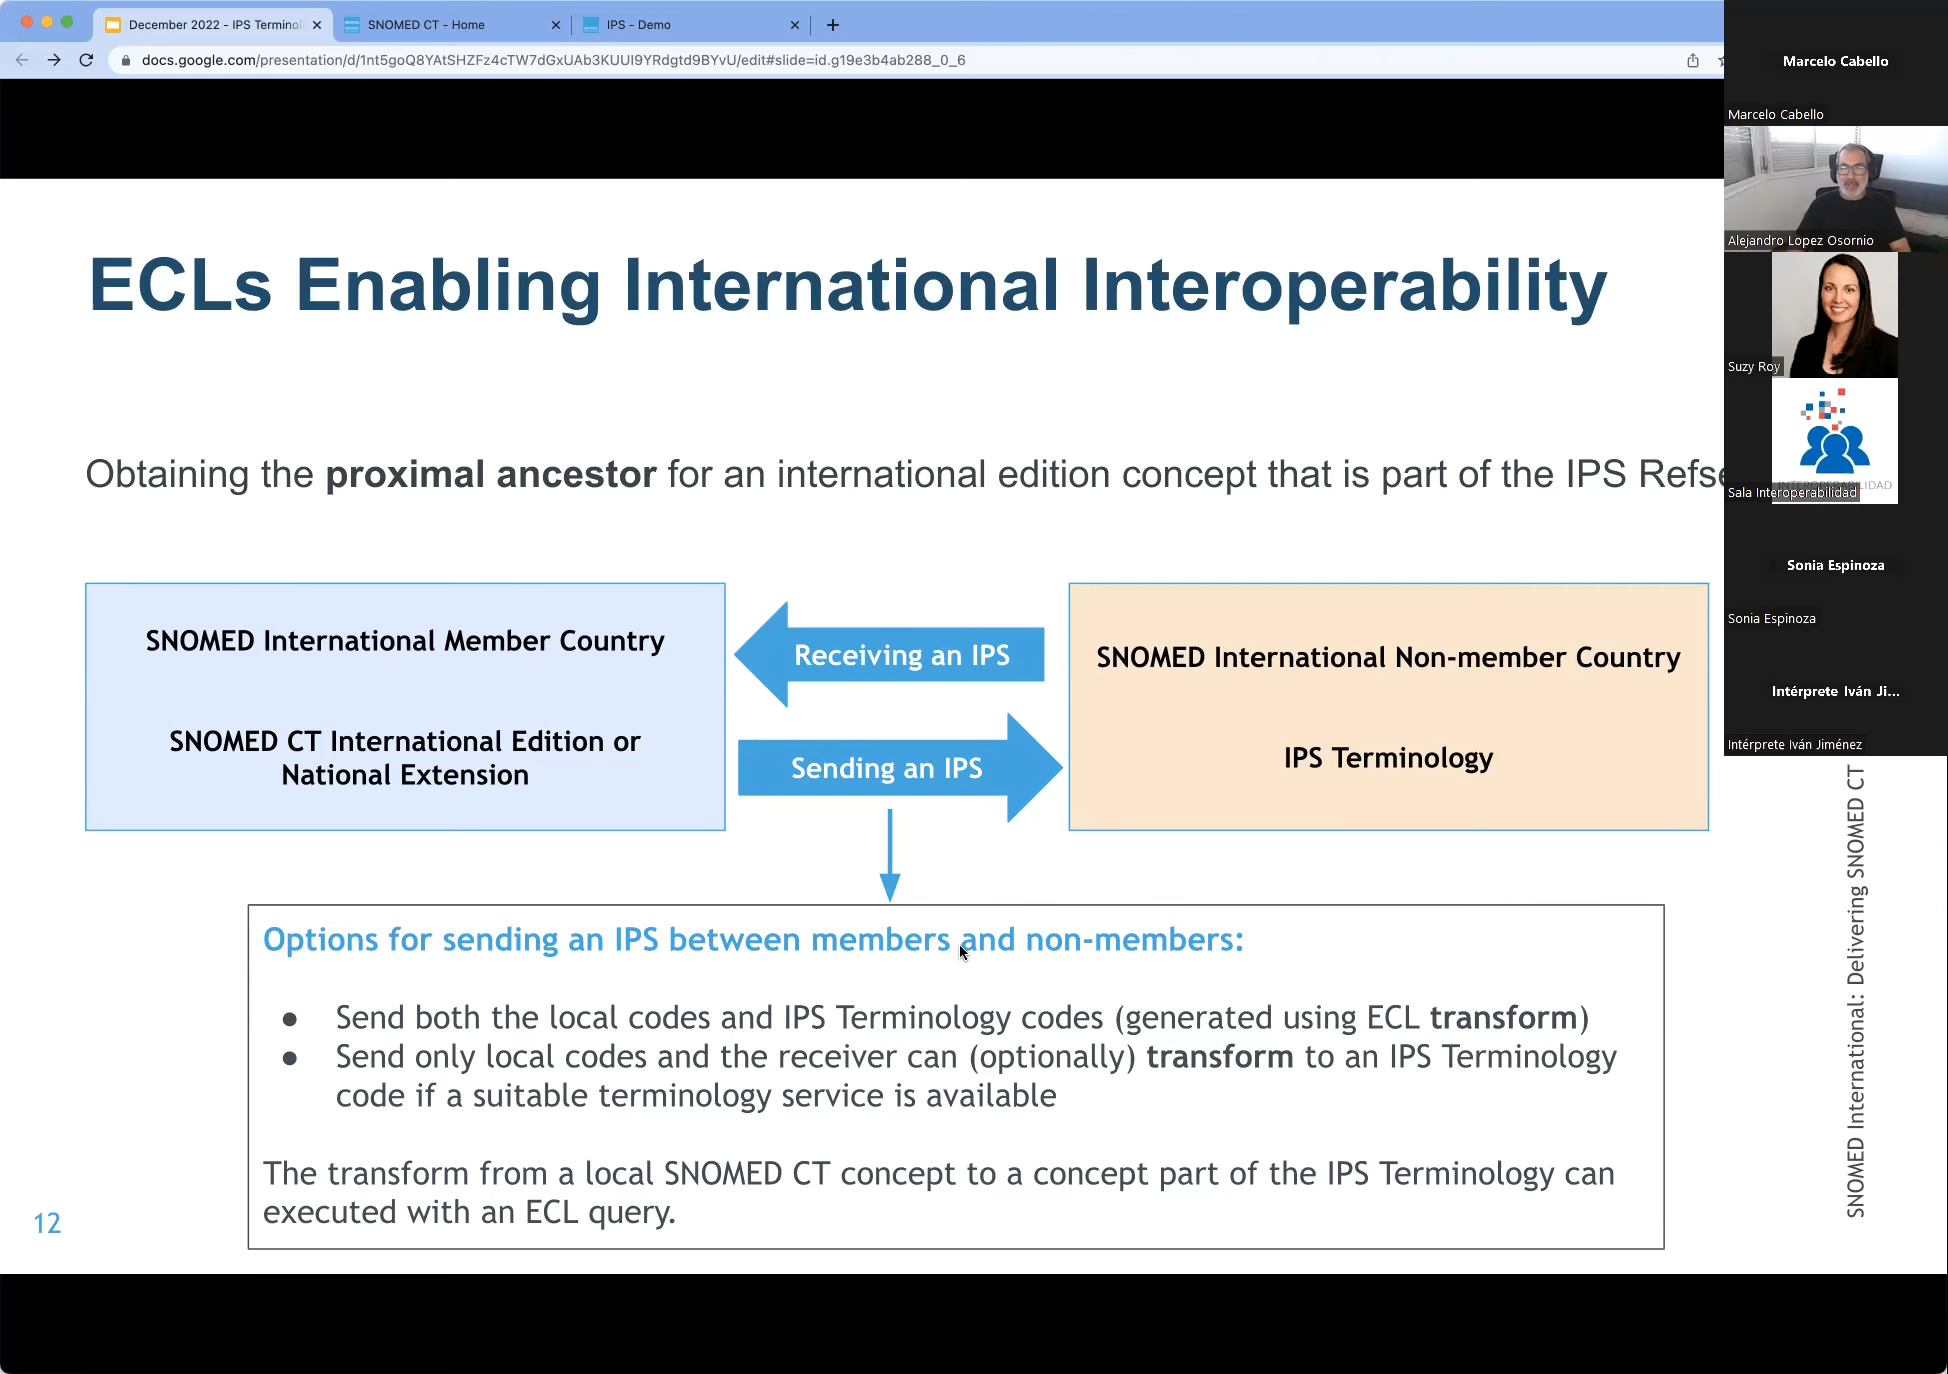 December 2022 - IPS Terminol
SNOMED CT - Home
IPS - Demo
docs.google.com/presentation/d/1nt5goQ8YAtSHZFz4cTW7dGxUAb3KUUI9YRdgtd9BYvU/edit#slide=id.g19e3b4ab288_0_6
ECLs Enabling International Interoperability
Obtaining the proximal ancestor for an international edition concept that is part of the IPS Refse
SNOMED International Member Country
SNOMED CT International Edition or
National Extension
Receiving an IPS
Sending an IPS
SNOMED International Non-member Country
IPS Terminology
Options for sending an IPS between members and non-members:
● Send both the local codes and IPS Terminology codes (generated using ECL transform)
● Send only local codes and the receiver can (optionally) transform to an IPS Terminology
code if a suitable terminology service is available
The transform from a local SNOMED CT concept to a concept part of the IPS Terminology can
executed with an ECL query.
12
SNOMED International: Delivering SNOMED CT
Marcelo Cabello
Marcelo Cabello
Alejandro Lopez Osornio
Suzy Roy
Sala Interoperabilidad
Sonia Espinoza
Sonia Espinoza
Intérprete Iván Ji...
Intérprete Iván Jiménez